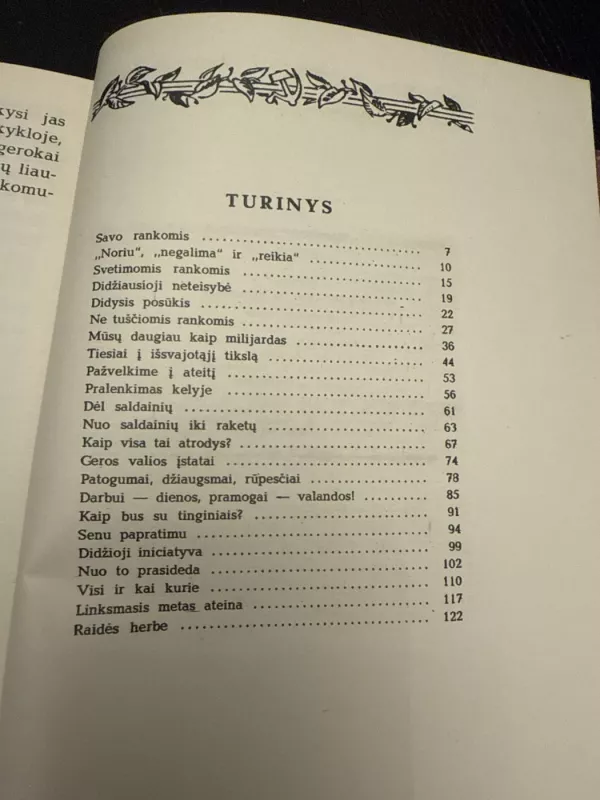 kysi jas
kykloje,
gerokai
ų liau-
komu-
TURINYS
Savo rankomis 7
„Noriu“, „negalima“ ir „reikia“ 10
Svetimomis rankomis 15
Didžiausioji neteisybė 19
Didysis posūkis 22
Ne tuščiomis rankomis 27
Mūsų daugiau kaip milijardas 36
Tiesiai į išsvajotąjį tikslą 44
Pažvelkime į ateitį 53
Pralenkimas kelyje 56
Dėl saldainių 61
Nuo saldainių iki raketų 63
Kaip visa tai atrodys? 67
Geros valios įstatai 74
Patogumai, džiaugsmai, rūpesčiai 78
Darbui — dienos, pramogai — valandos! 85
Kaip bus su tinginiais? 91
Senu papratimu 94
Didžioji iniciatyva 99
Nuo to prasideda 102
Visi ir kai kurie 110
Linksmasis metas ateina 117
Raidės herbe 122